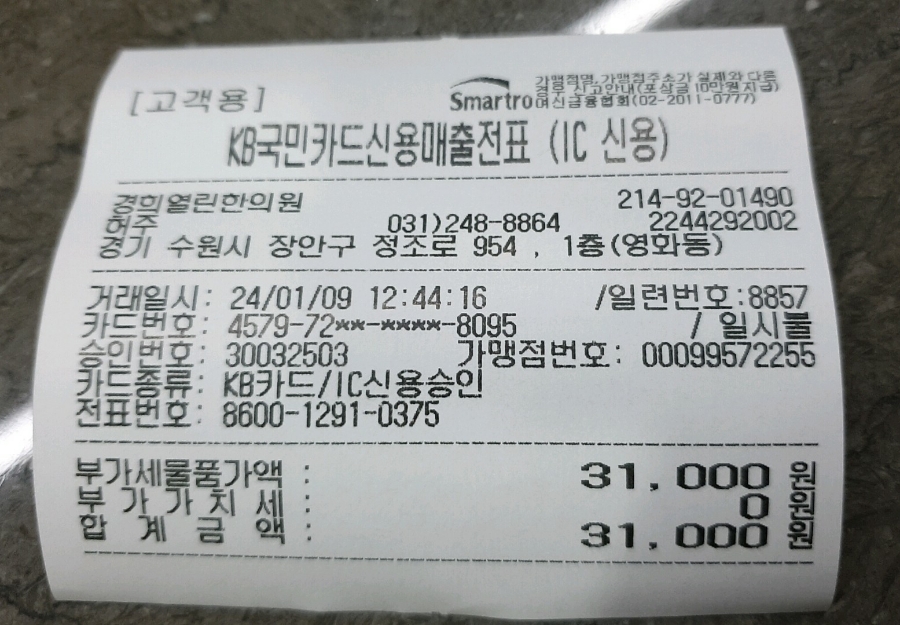 [고객용]
Smartro
가맹점명,가맹점주소가 실제와 다른
경우 신고안내(포상금 10만원지급)
여신금융협회(02-2011-0777)
KB국민카드신용매출전표 (IC 신용)
경희열린한의원 214-92-01490
허주 031)248-8864 2244292002
경기 수원시 장안구 정조로 954 , 1층(영화동)
거래일시: 24/01/09 12:44:16 /일련번호:8857
카드번호: 4579-72**-****-8095 / 일시불
승인번호: 30032503 가맹점번호: 00099572255
카드종류: KB카드/IC신용승인
전표번호: 8600-1291-0375
부가세물품가액 : 31,000 원
부 가 가 치 세 : 0 원
합 계 금 액 : 31,000 원